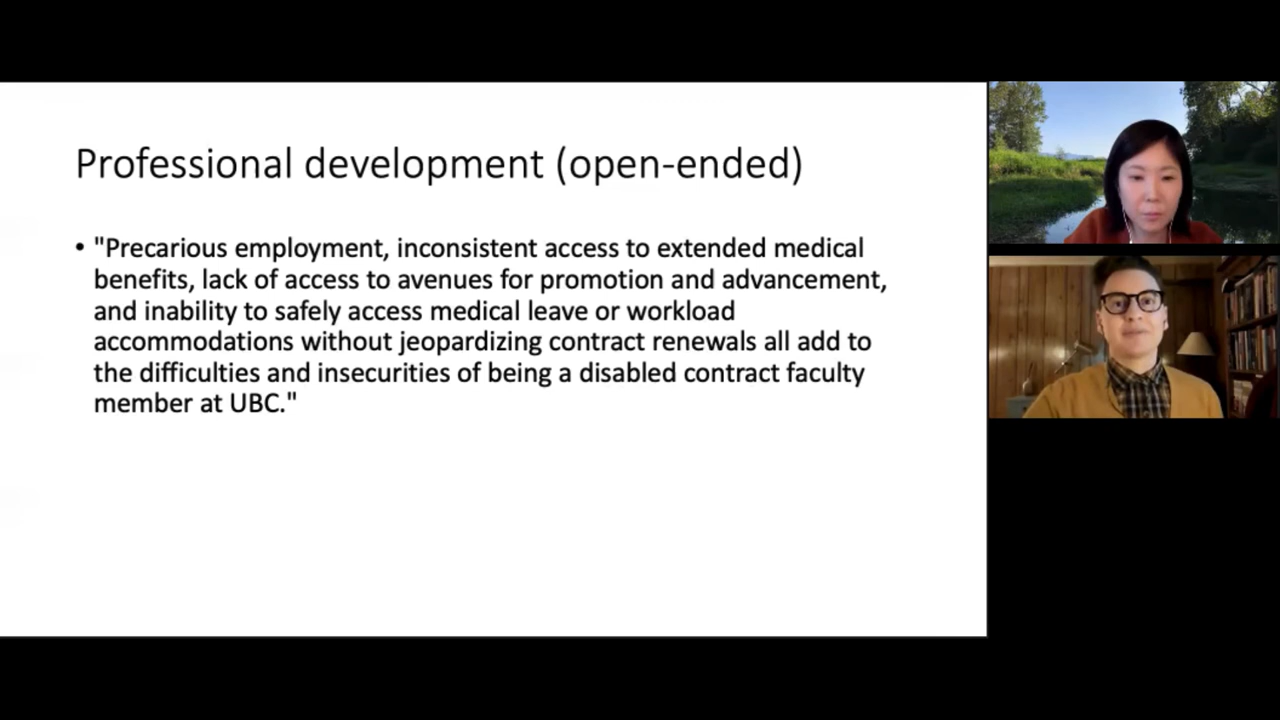 Professional development (open-ended)
• "Precarious employment, inconsistent access to extended medical
benefits, lack of access to avenues for promotion and advancement,
and inability to safely access medical leave or workload
accommodations without jeopardizing contract renewals all add to
the difficulties and insecurities of being a disabled contract faculty
member at UBC."